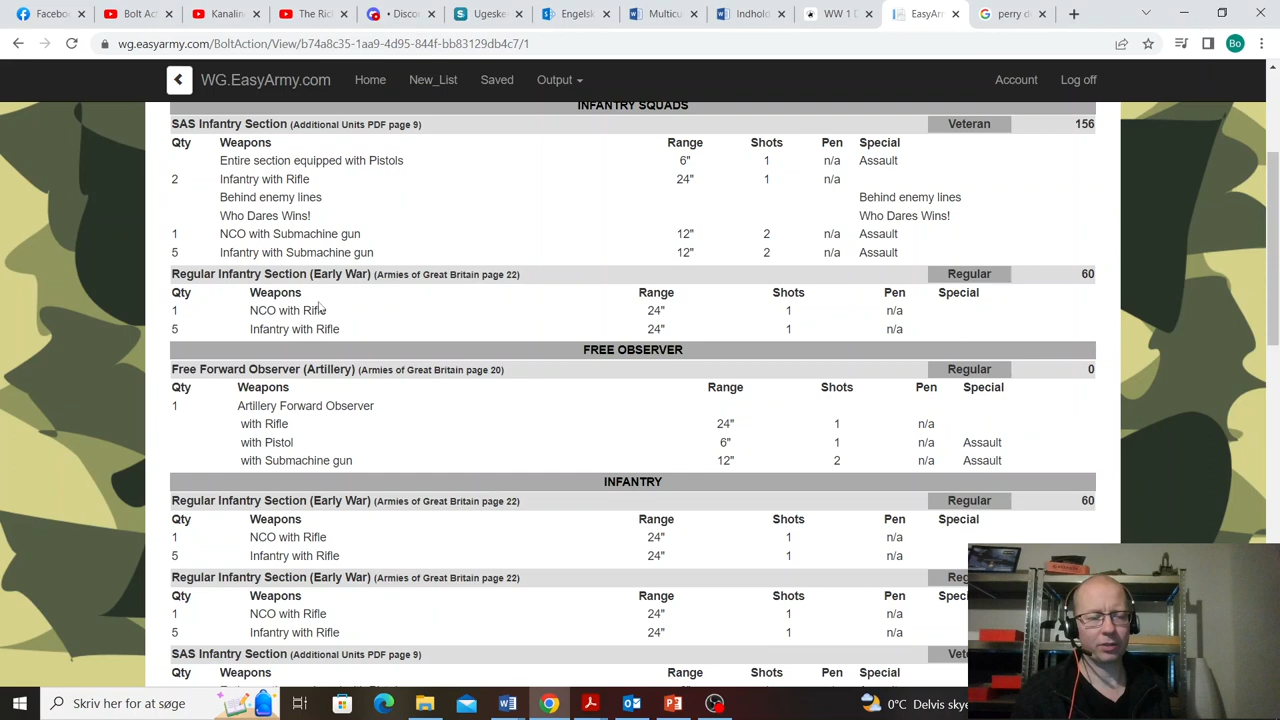 Facebook
Bolt Act
Kanaling
The Ric
• Disco
Ugeske
Engelsk
Multicu
Indhold
WW 1 D
EasyArm
perry d
wg.easyarmy.com/BoltAction/View/b74a8c35-1aa9-4d95-844f-bb8313db4c7/1
Bo
WG.EasyArmy.com Home New_List Saved Output Account Log off
INFANTRY SQUADS
SAS Infantry Section (Additional Units PDF page 9) Veteran 156
Qty Weapons Range Shots Pen Special
Entire section equipped with Pistols 6" 1 n/a Assault
2 Infantry with Rifle 24" 1 n/a
Behind enemy lines Behind enemy lines
Who Dares Wins! Who Dares Wins!
1 NCO with Submachine gun 12" 2 n/a Assault
5 Infantry with Submachine gun 12" 2 n/a Assault
Regular Infantry Section (Early War) (Armies of Great Britain page 22) Regular 60
Qty Weapons Range Shots Pen Special
1 NCO with Rifle 24" 1 n/a
5 Infantry with Rifle 24" 1 n/a
FREE OBSERVER
Free Forward Observer (Artillery) (Armies of Great Britain page 20) Regular 0
Qty Weapons Range Shots Pen Special
1 Artillery Forward Observer
with Rifle 24" 1 n/a
with Pistol 6" 1 n/a Assault
with Submachine gun 12" 2 n/a Assault
INFANTRY
Regular Infantry Section (Early War) (Armies of Great Britain page 22) Regular 60
Qty Weapons Range Shots Pen Special
1 NCO with Rifle 24" 1 n/a
5 Infantry with Rifle 24" 1 n/a
Regular Infantry Section (Early War) (Armies of Great Britain page 22) Reg
Qty Weapons Range Shots Pen Speci
1 NCO with Rifle 24" 1 n/a
5 Infantry with Rifle 24" 1 n/a
SAS Infantry Section (Additional Units PDF page 9) Vete
Qty Weapons Range Shots Pen Speci
Skriv her for at søge
0°C Delvis skye